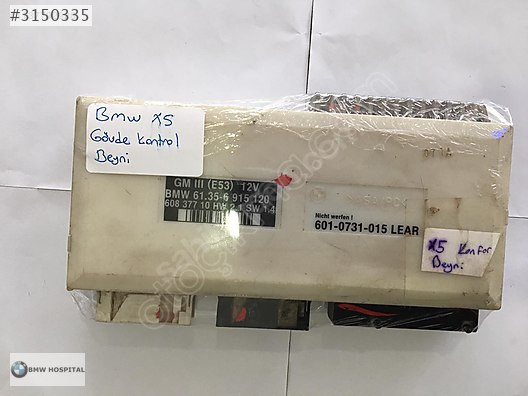 #3150335
Bmw X5
Gövde kontrol
Beyni
GM III (E53) 12V
BMW 61.35-6 915 120
608 377 10 HW 2.1 SW 1.4
Nicht werfen !
601-0731-015 LEAR
X5 Konfor
Beyni
BMW HOSPITAL